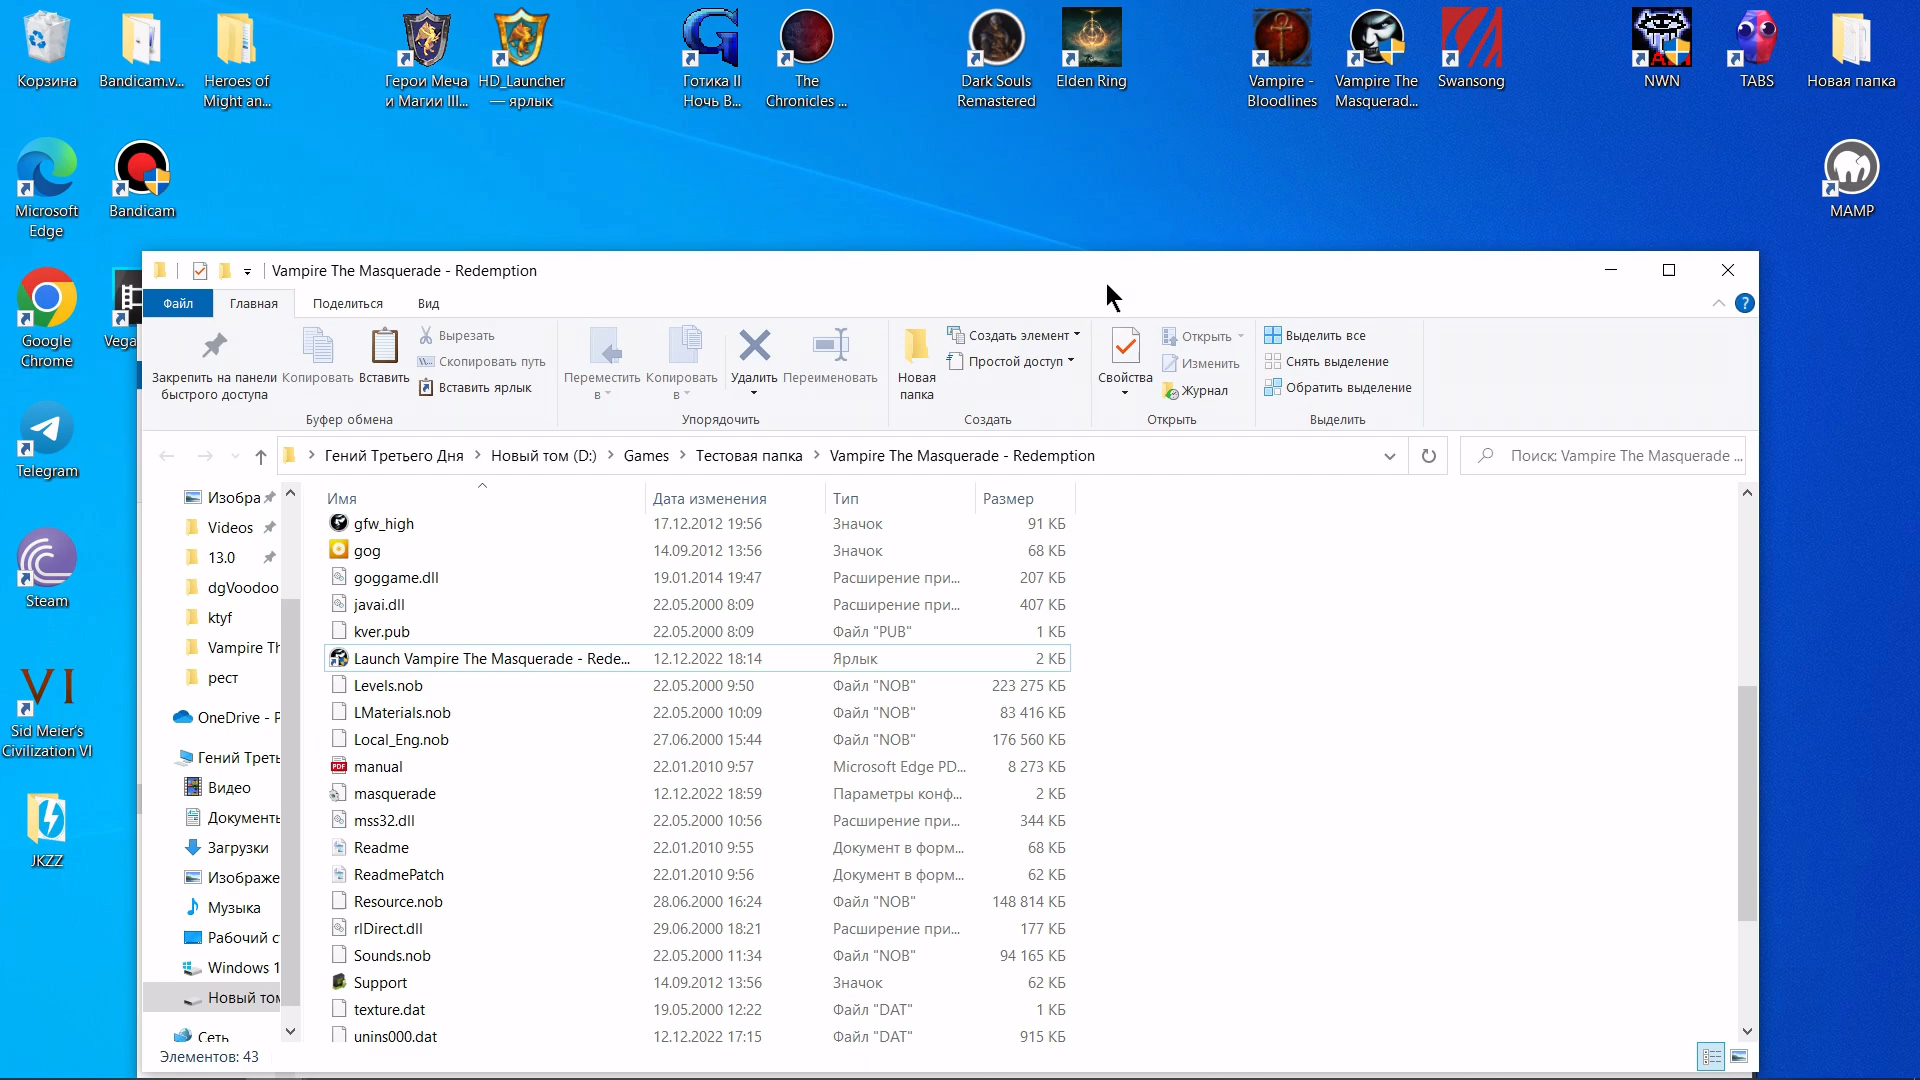 Корзина
Bandicam.v...
Heroes of
Might an...
Герои Меча
и Магии III...
HD_Launcher
— ярлык
Готика II
Ночь В...
The
Chronicles ...
Dark Souls
Remastered
Elden Ring
Vampire -
Bloodlines
Vampire The
Masquerad...
Swansong
NWN
TABS
Новая папка
Microsoft
Edge
Bandicam
MAMP
Google
Chrome
Vega
Telegram
Steam
VI
Sid Meier's
Civilization VI
JKZZ
Vampire The Masquerade - Redemption
Файл
Главная
Поделиться
Вид
Закрепить на панели
быстрого доступа
Копировать
Вставить
Вырезать
Скопировать путь
Вставить ярлык
Буфер обмена
Переместить
в
Копировать
в
Удалить
Переименовать
Упорядочить
Новая
папка
Создать элемент
Простой доступ
Создать
Свойства
Открыть
Изменить
Журнал
Открыть
Выделить все
Снять выделение
Обратить выделение
Выделить
Гений Третьего Дня > Новый том (D:) > Games > Тестовая папка > Vampire The Masquerade - Redemption
Поиск: Vampire The Masquerade ...
Изобра
Videos
13.0
dgVoodoo
ktyf
Vampire Th
рест
OneDrive - P
Гений Треть
Видео
Документы
Загрузки
Изображе
Музыка
Рабочий с
Windows 1
Новый том
Сеть
Имя Дата изменения Тип Размер
gfw_high 17.12.2012 19:56 Значок 91 КБ
gog 14.09.2012 13:56 Значок 68 КБ
goggame.dll 19.01.2014 19:47 Расширение при... 207 КБ
javai.dll 22.05.2000 8:09 Расширение при... 407 КБ
kver.pub 22.05.2000 8:09 Файл "PUB" 1 КБ
Launch Vampire The Masquerade - Rede... 12.12.2022 18:14 Ярлык 2 КБ
Levels.nob 22.05.2000 9:50 Файл "NOB" 223 275 КБ
LMaterials.nob 22.05.2000 10:09 Файл "NOB" 83 416 КБ
Local_Eng.nob 27.06.2000 15:44 Файл "NOB" 176 560 КБ
manual 22.01.2010 9:57 Microsoft Edge PD... 8 273 КБ
masquerade 12.12.2022 18:59 Параметры конф... 2 КБ
mss32.dll 22.05.2000 10:56 Расширение при... 344 КБ
Readme 22.01.2010 9:55 Документ в форм... 68 КБ
ReadmePatch 22.01.2010 9:56 Документ в форм... 62 КБ
Resource.nob 28.06.2000 16:24 Файл "NOB" 148 814 КБ
rlDirect.dll 29.06.2000 18:21 Расширение при... 177 КБ
Sounds.nob 22.05.2000 11:34 Файл "NOB" 94 165 КБ
Support 14.09.2012 13:56 Значок 62 КБ
texture.dat 19.05.2000 12:22 Файл "DAT" 1 КБ
unins000.dat 12.12.2022 17:15 Файл "DAT" 915 КБ
Элементов: 43